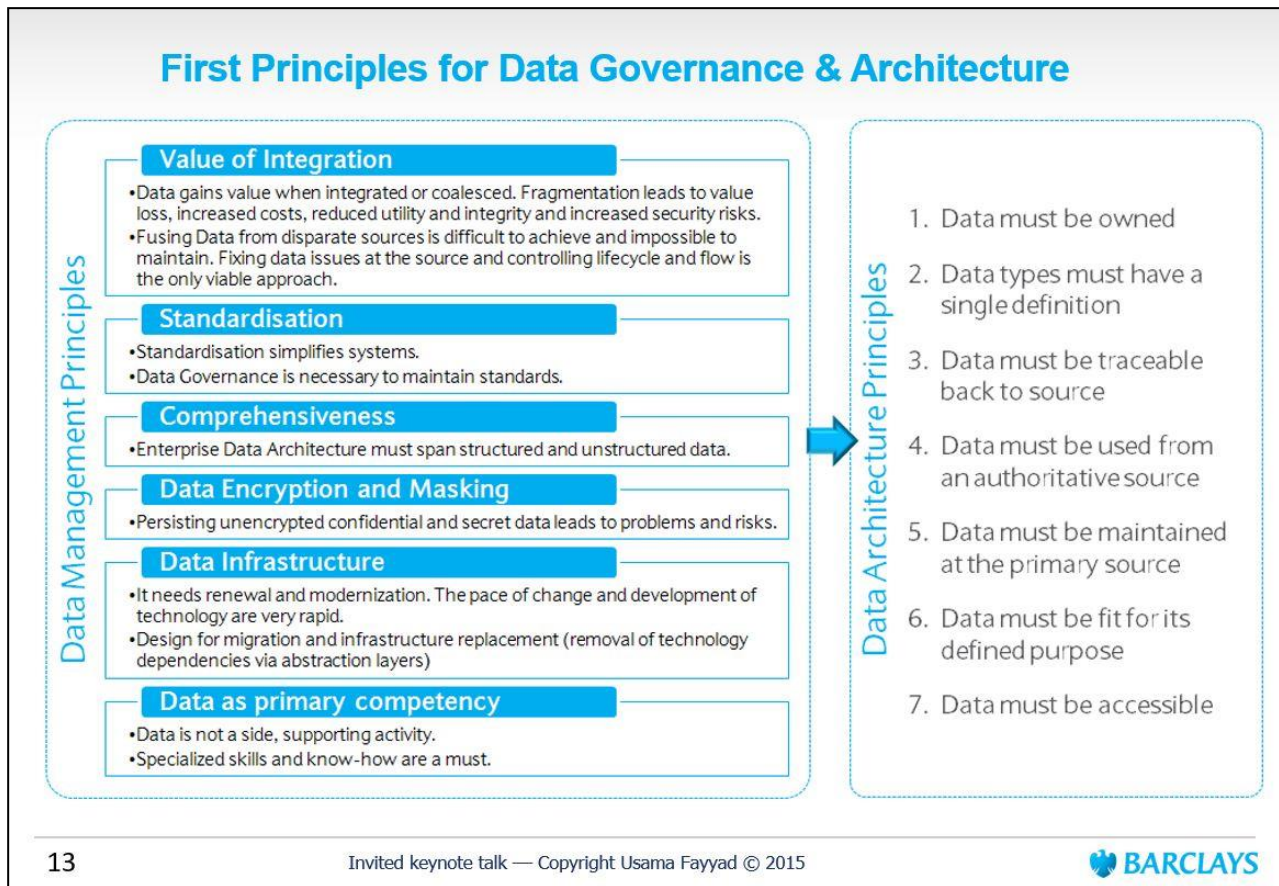 First Principles for Data Governance & Architecture
Data Management Principles
Value of Integration
•Data gains value when integrated or coalesced. Fragmentation leads to value
loss, increased costs, reduced utility and integrity and increased security risks.
•Fusing Data from disparate sources is difficult to achieve and impossible to
maintain. Fixing data issues at the source and controlling lifecycle and flow is
the only viable approach.
Standardisation
•Standardisation simplifies systems.
•Data Governance is necessary to maintain standards.
Comprehensiveness
•Enterprise Data Architecture must span structured and unstructured data.
Data Encryption and Masking
•Persisting unencrypted confidential and secret data leads to problems and risks.
Data Infrastructure
•It needs renewal and modernization. The pace of change and development of
technology are very rapid.
•Design for migration and infrastructure replacement (removal of technology
dependencies via abstraction layers)
Data as primary competency
•Data is not a side, supporting activity.
•Specialized skills and know-how are a must.
Data Architecture Principles
1. Data must be owned
2. Data types must have a
single definition
3. Data must be traceable
back to source
4. Data must be used from
an authoritative source
5. Data must be maintained
at the primary source
6. Data must be fit for its
defined purpose
7. Data must be accessible
13
Invited keynote talk — Copyright Usama Fayyad © 2015
BARCLAYS